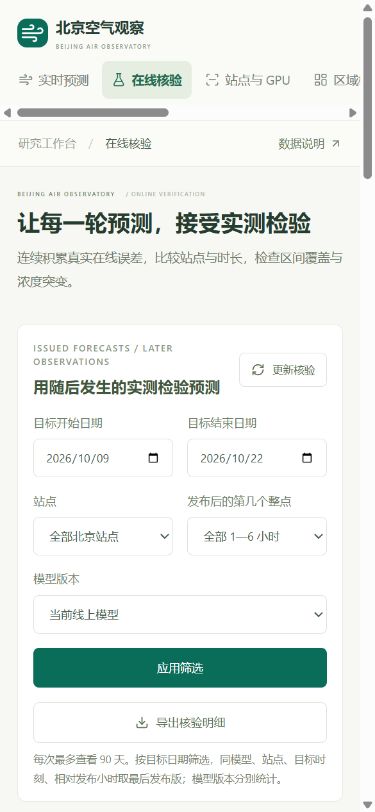 北京空气观察
BEIJING AIR OBSERVATORY
实时预测 在线核验 站点与 GPU 区域
研究工作台 / 在线核验 数据说明
BEIJING AIR OBSERVATORY / ONLINE VERIFICATION
让每一轮预测，接受实测检验
连续积累真实在线误差，比较站点与时长，检查区间覆盖与
浓度突变。
ISSUED FORECASTS / LATER
OBSERVATIONS
用随后发生的实测检验预测
更新核验
目标开始日期 目标结束日期
2026/10/09 2026/10/22
站点 发布后的第几个整点
全部北京站点 全部 1—6 小时
模型版本
当前线上模型
应用筛选
导出核验明细
每次最多查看 90 天。按目标日期筛选，同模型、站点、目标时
刻、相对发布小时取最后发布版；模型版本分别统计。